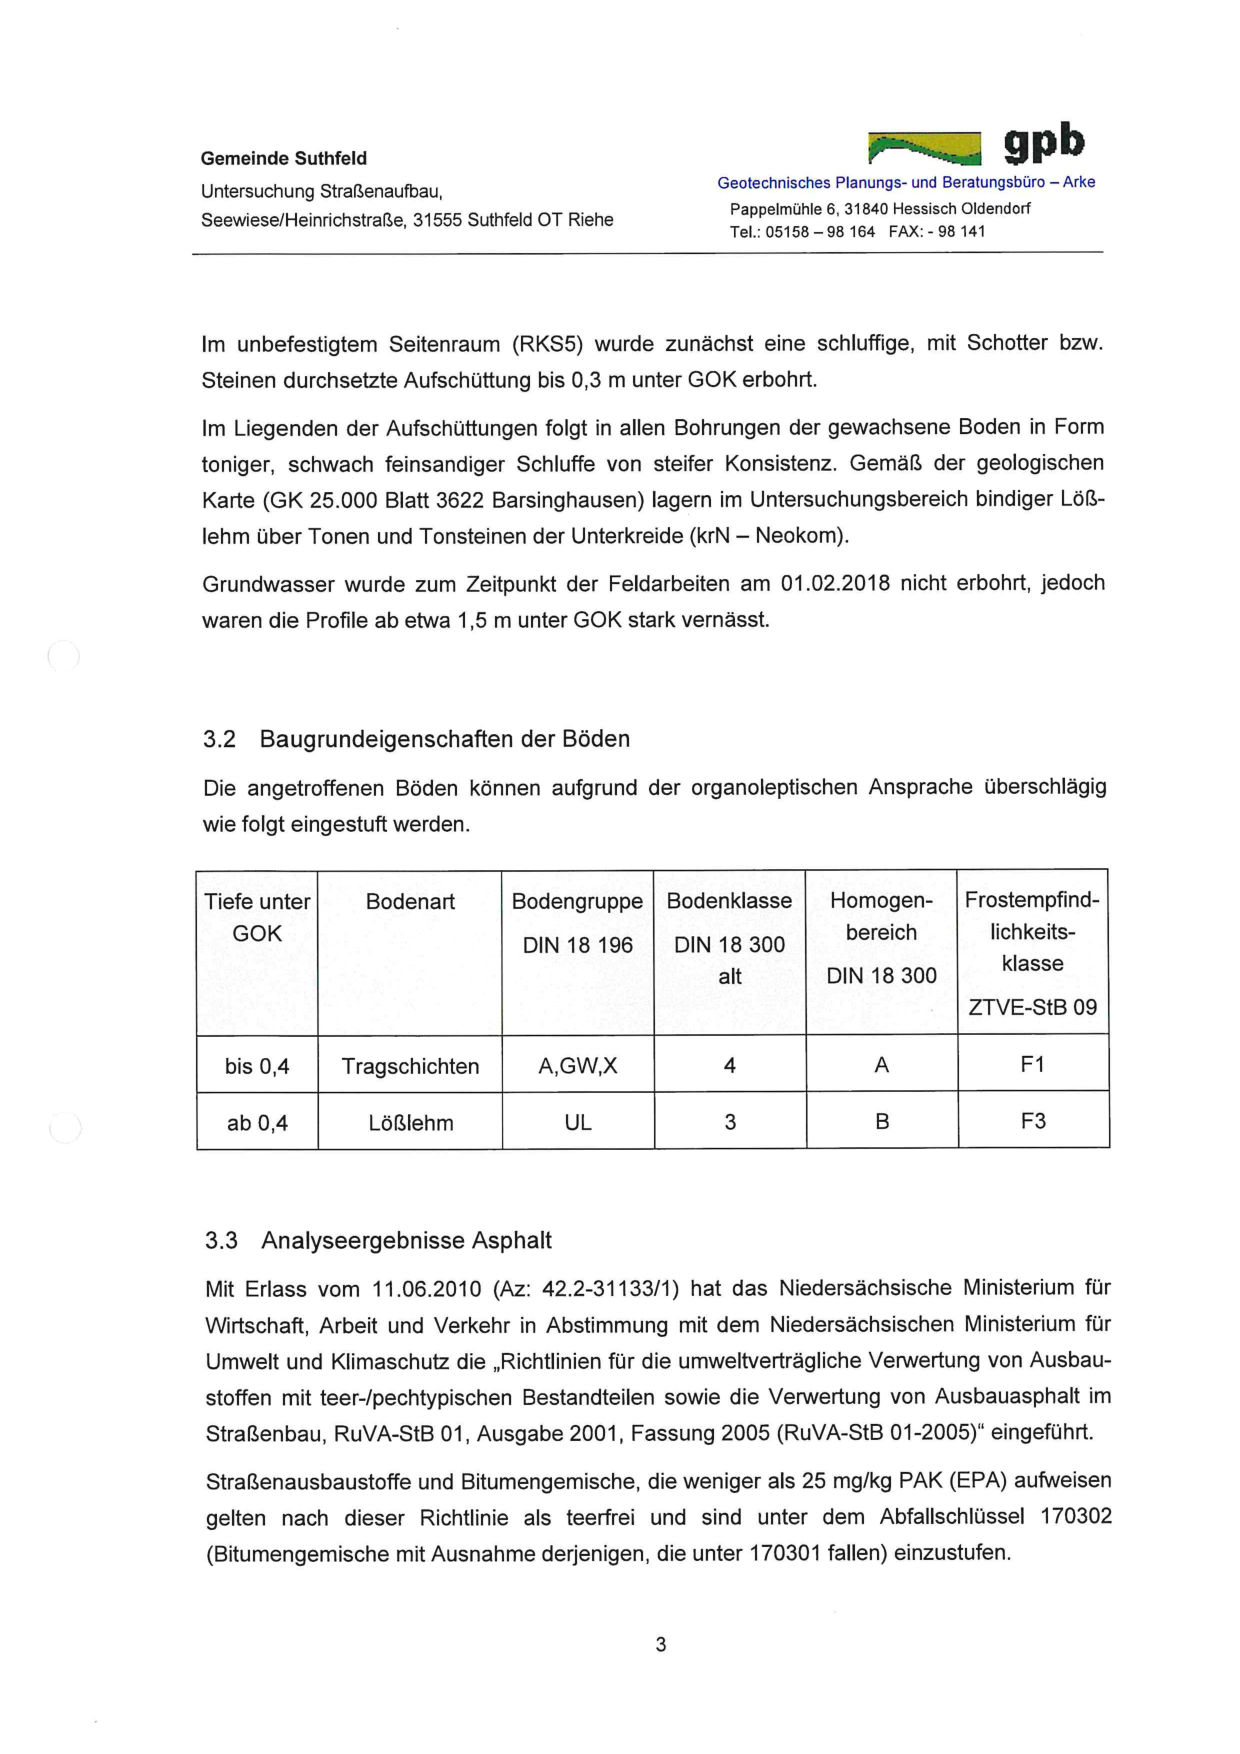 Gemeinde Suthfeld
Untersuchung Straßenaufbau,
Seewiese/Heinrichstraße, 31555 Suthfeld OT Riehe
gpb
Geotechnisches Planungs- und Beratungsbüro – Arke
Pappelmühle 6, 31840 Hessisch Oldendorf
Tel.: 05158 – 98 164 FAX: - 98 141
Im unbefestigtem Seitenraum (RKS5) wurde zunächst eine schluffige, mit Schotter bzw.
Steinen durchsetzte Aufschüttung bis 0,3 m unter GOK erbohrt.
Im Liegenden der Aufschüttungen folgt in allen Bohrungen der gewachsene Boden in Form
toniger, schwach feinsandiger Schluffe von steifer Konsistenz. Gemäß der geologischen
Karte (GK 25.000 Blatt 3622 Barsinghausen) lagern im Untersuchungsbereich bindiger Löß-
lehm über Tonen und Tonsteinen der Unterkreide (krN – Neokom).
Grundwasser wurde zum Zeitpunkt der Feldarbeiten am 01.02.2018 nicht erbohrt, jedoch
waren die Profile ab etwa 1,5 m unter GOK stark vernässt.
3.2 Baugrundeigenschaften der Böden
Die angetroffenen Böden können aufgrund der organoleptischen Ansprache überschlägig
wie folgt eingestuft werden.
Tiefe unter GOK Bodenart Bodengruppe DIN 18 196 Bodenklasse DIN 18 300 alt Homogen-bereich DIN 18 300 Frostempfind-lichkeits-klasse ZTVE-StB 09
bis 0,4 Tragschichten A,GW,X 4 A F1
ab 0,4 Lößlehm UL 3 B F3
3.3 Analyseergebnisse Asphalt
Mit Erlass vom 11.06.2010 (Az: 42.2-31133/1) hat das Niedersächsische Ministerium für
Wirtschaft, Arbeit und Verkehr in Abstimmung mit dem Niedersächsischen Ministerium für
Umwelt und Klimaschutz die „Richtlinien für die umweltverträgliche Verwertung von Ausbau-
stoffen mit teer-/pechtypischen Bestandteilen sowie die Verwertung von Ausbauasphalt im
Straßenbau, RuVA-StB 01, Ausgabe 2001, Fassung 2005 (RuVA-StB 01-2005)“ eingeführt.
Straßenausbaustoffe und Bitumengemische, die weniger als 25 mg/kg PAK (EPA) aufweisen
gelten nach dieser Richtlinie als teerfrei und sind unter dem Abfallschlüssel 170302
(Bitumengemische mit Ausnahme derjenigen, die unter 170301 fallen) einzustufen.
3